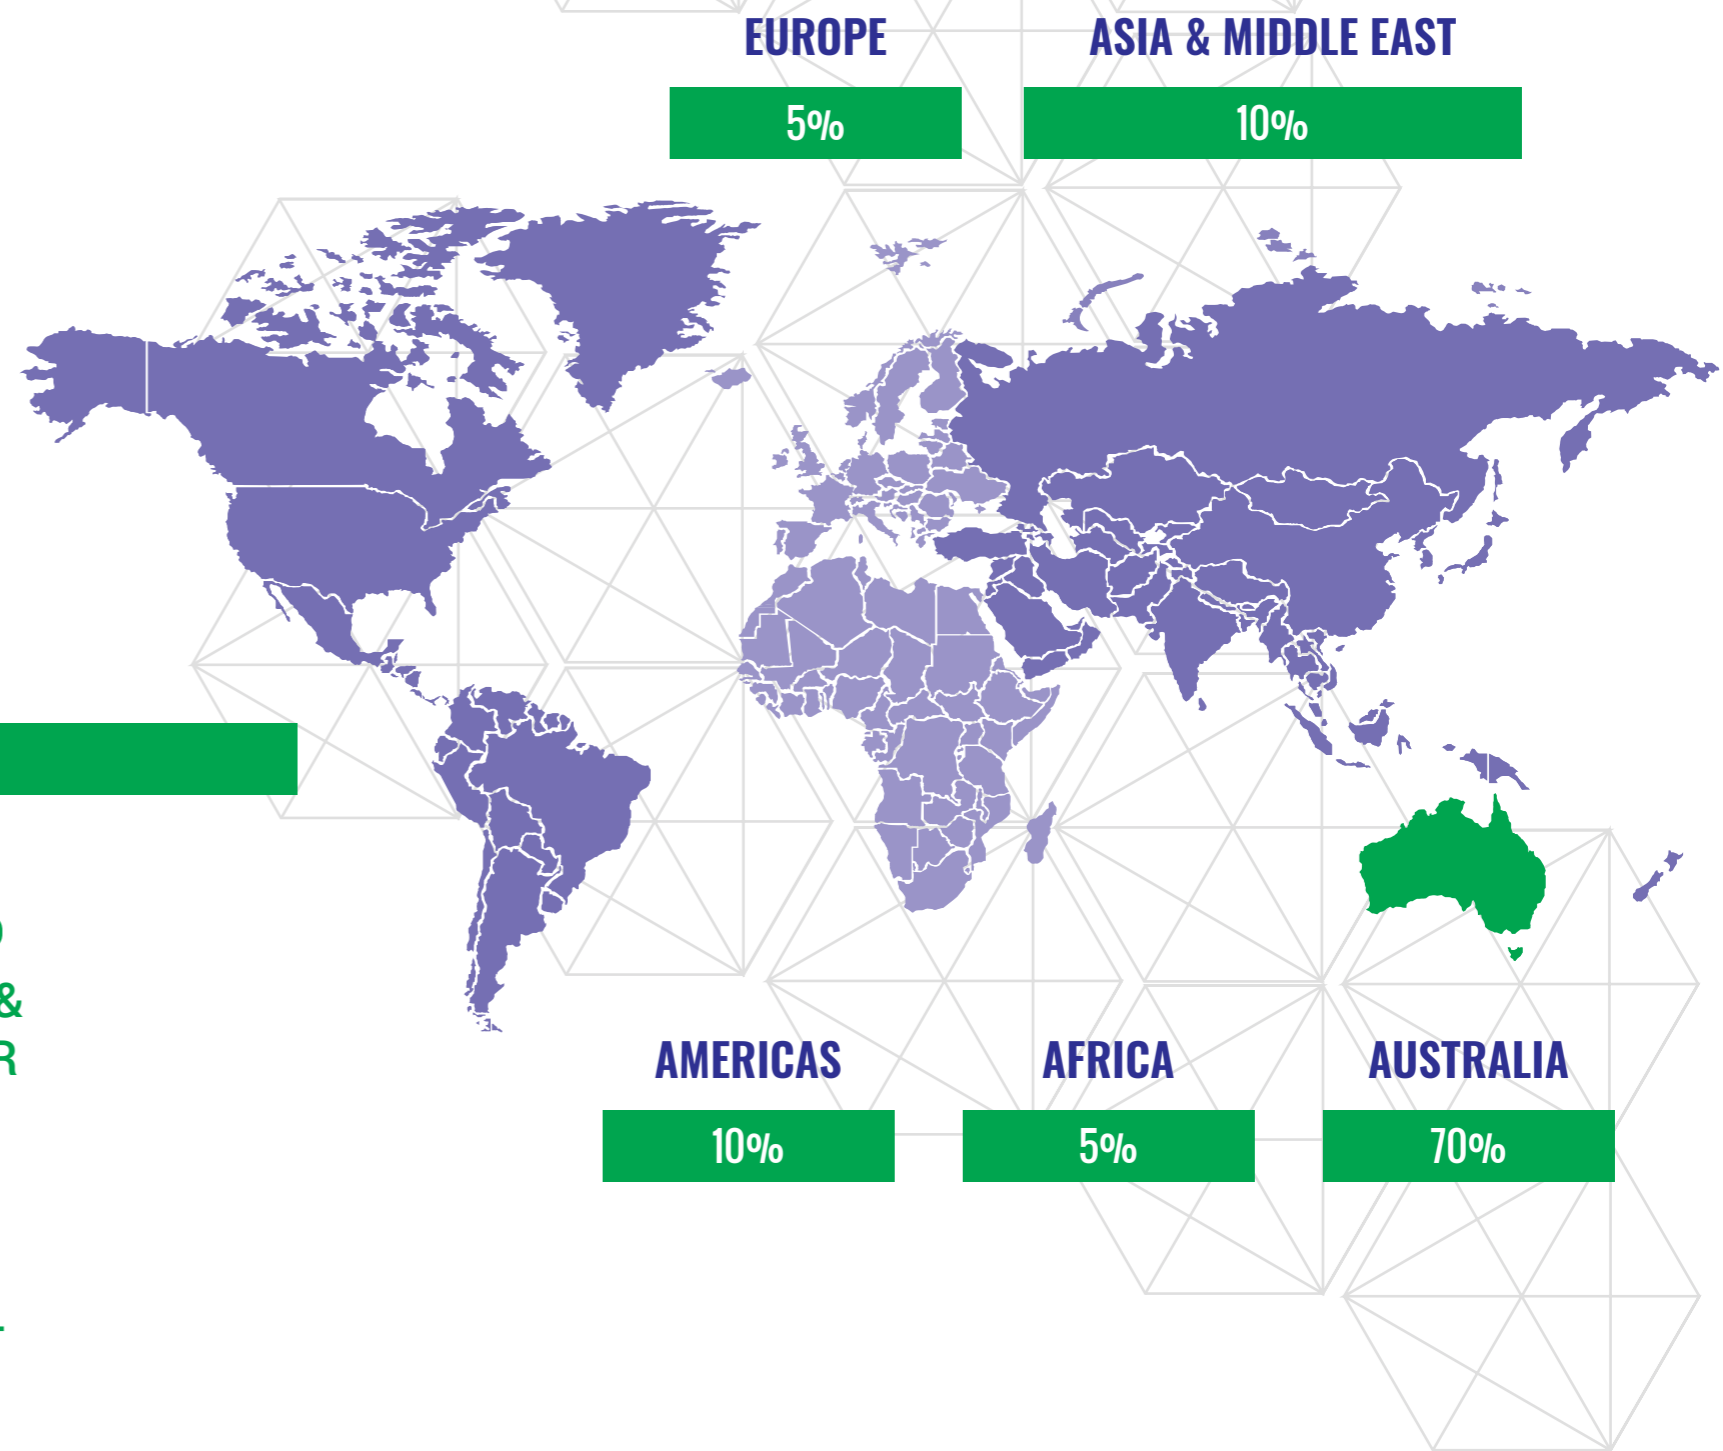 EUROPE
ASIA & MIDDLE EAST
5%
10%
&
R
AMERICAS
AFRICA
AUSTRALIA
10%
5%
70%